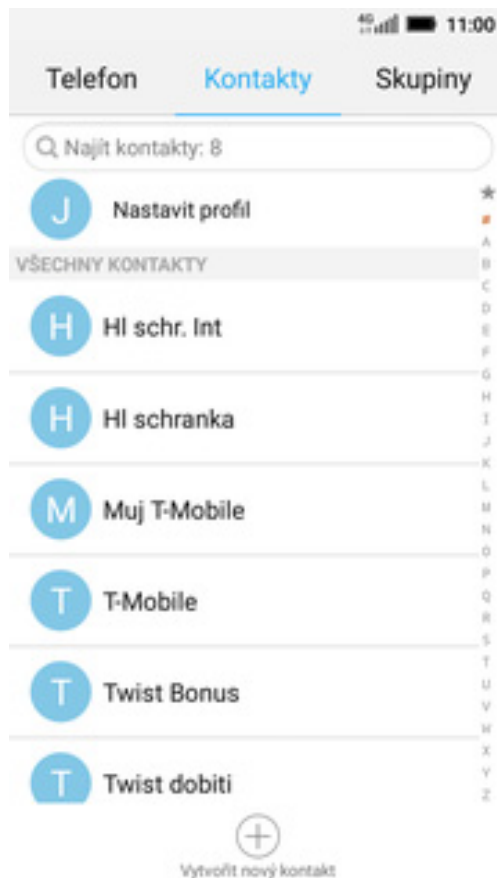 4G 11:00
Telefon Kontakty Skupiny
Najít kontakty: 8
J Nastavit profil
VŠECHNY KONTAKTY
H Hl schr. Int
H Hl schranka
M Muj T-Mobile
T T-Mobile
T Twist Bonus
T Twist dobiti
#
A
B
C
D
E
F
G
H
I
J
K
L
M
N
O
P
Q
R
S
T
U
V
W
X
Y
Z
Vytvořit nový kontakt